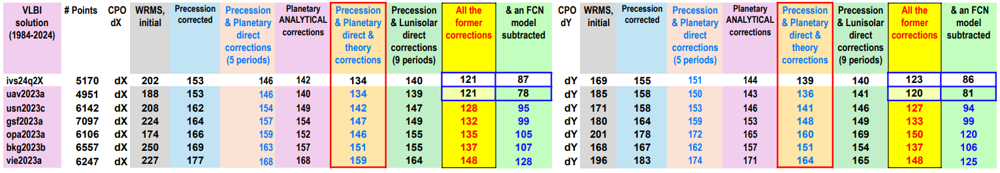 VLBI solution (1984-2024) # Points CPO dX WRMS, initial Precession corrected Precession & Planetary direct corrections (5 periods) Planetary ANALYTICAL corrections Precession & Planetary direct & theory corrections Precession & Lunisolar direct corrections (9 periods) All the former corrections & an FCN model subtracted CPO dY WRMS, initial Precession corrected Precession & Planetary direct corrections (5 periods) Planetary ANALYTICAL corrections Precession & Planetary direct & theory corrections Precession & Lunisolar direct corrections (9 periods) All the former corrections & an FCN model subtracted
ivs24q2X 5170 dX 202 153 146 142 134 140 121 87 dY 169 155 151 144 139 140 123 86
uav2023a 4951 dX 188 153 146 140 134 139 121 78 dY 185 158 150 143 136 141 120 81
usn2023c 6142 dX 208 162 154 149 142 147 128 95 dY 171 158 153 146 141 146 127 94
gsf2023a 7097 dX 224 164 157 154 147 149 132 99 dY 180 164 159 153 148 149 133 99
opa2023a 6106 dX 174 166 159 152 146 155 135 105 dY 201 178 172 165 160 169 150 120
bkg2023b 6557 dX 250 169 163 157 151 155 137 107 dY 168 167 162 157 151 154 137 106
vie2023a 6247 dX 227 177 168 168 159 164 148 128 dY 196 183 174 171 164 165 148 125